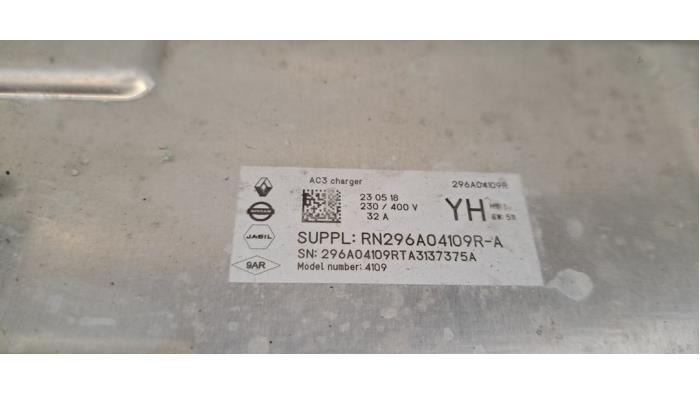 AC3 charger 296A04109R
23 05 18
230 / 400 V
32 A
YH
NISSAN
JABIL
SUPPL: RN296A04109R-A
SN: 296A04109RTA3137375A
9AR
Model number: 4109